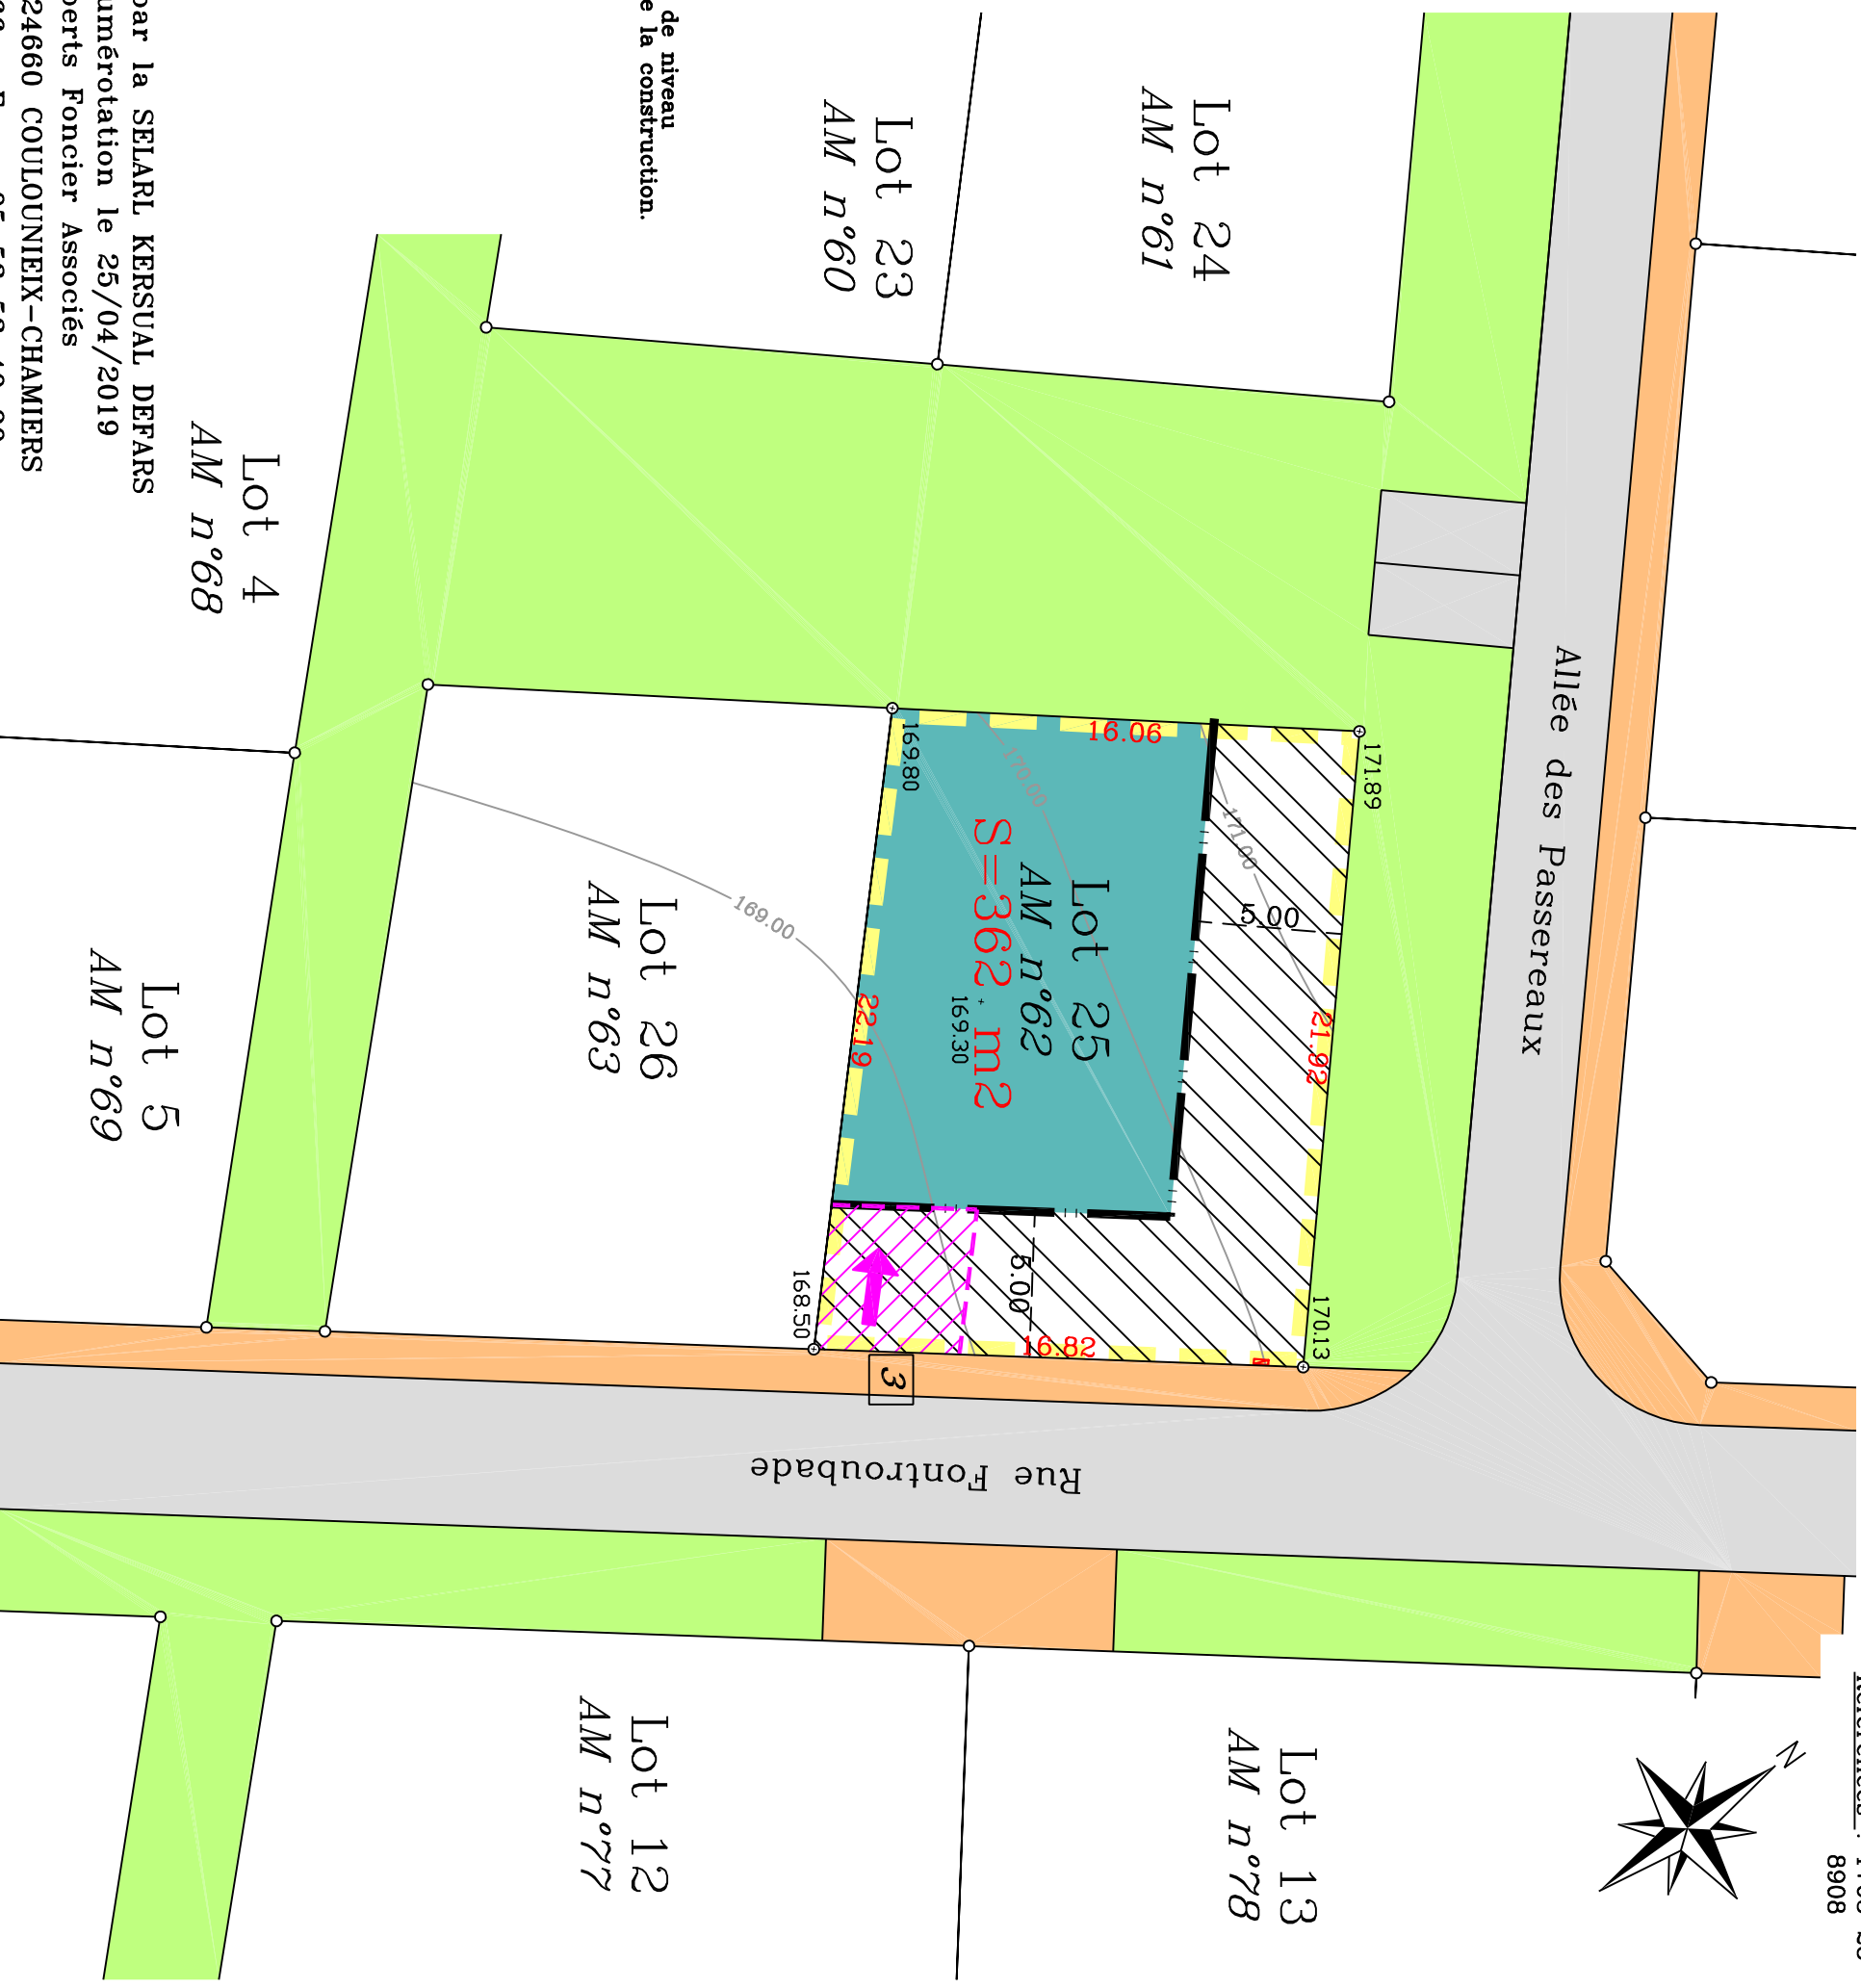 de niveau
la construction.
par la SELARL KERSUAL DEFARS
le 25/04/2019
Foncier Associés
24660 COULOUNIEIX-CHAMIERS
Lot 24
AM n°61
Lot 23
AM n°60
Lot 4
AM n°68
Lot 5
AM n°69
Lot 26
AM n°63
Lot 25
AM n°62
S=362 m2
169.30
16.06
21.92
22.19
16.82
5.00
5.00
169.80
171.89
170.13
168.50
170.00
171.00
169.00
3
Allée des Passereaux
Rue Fontroubade
Lot 12
AM n°77
Lot 13
AM n°78
N
8908